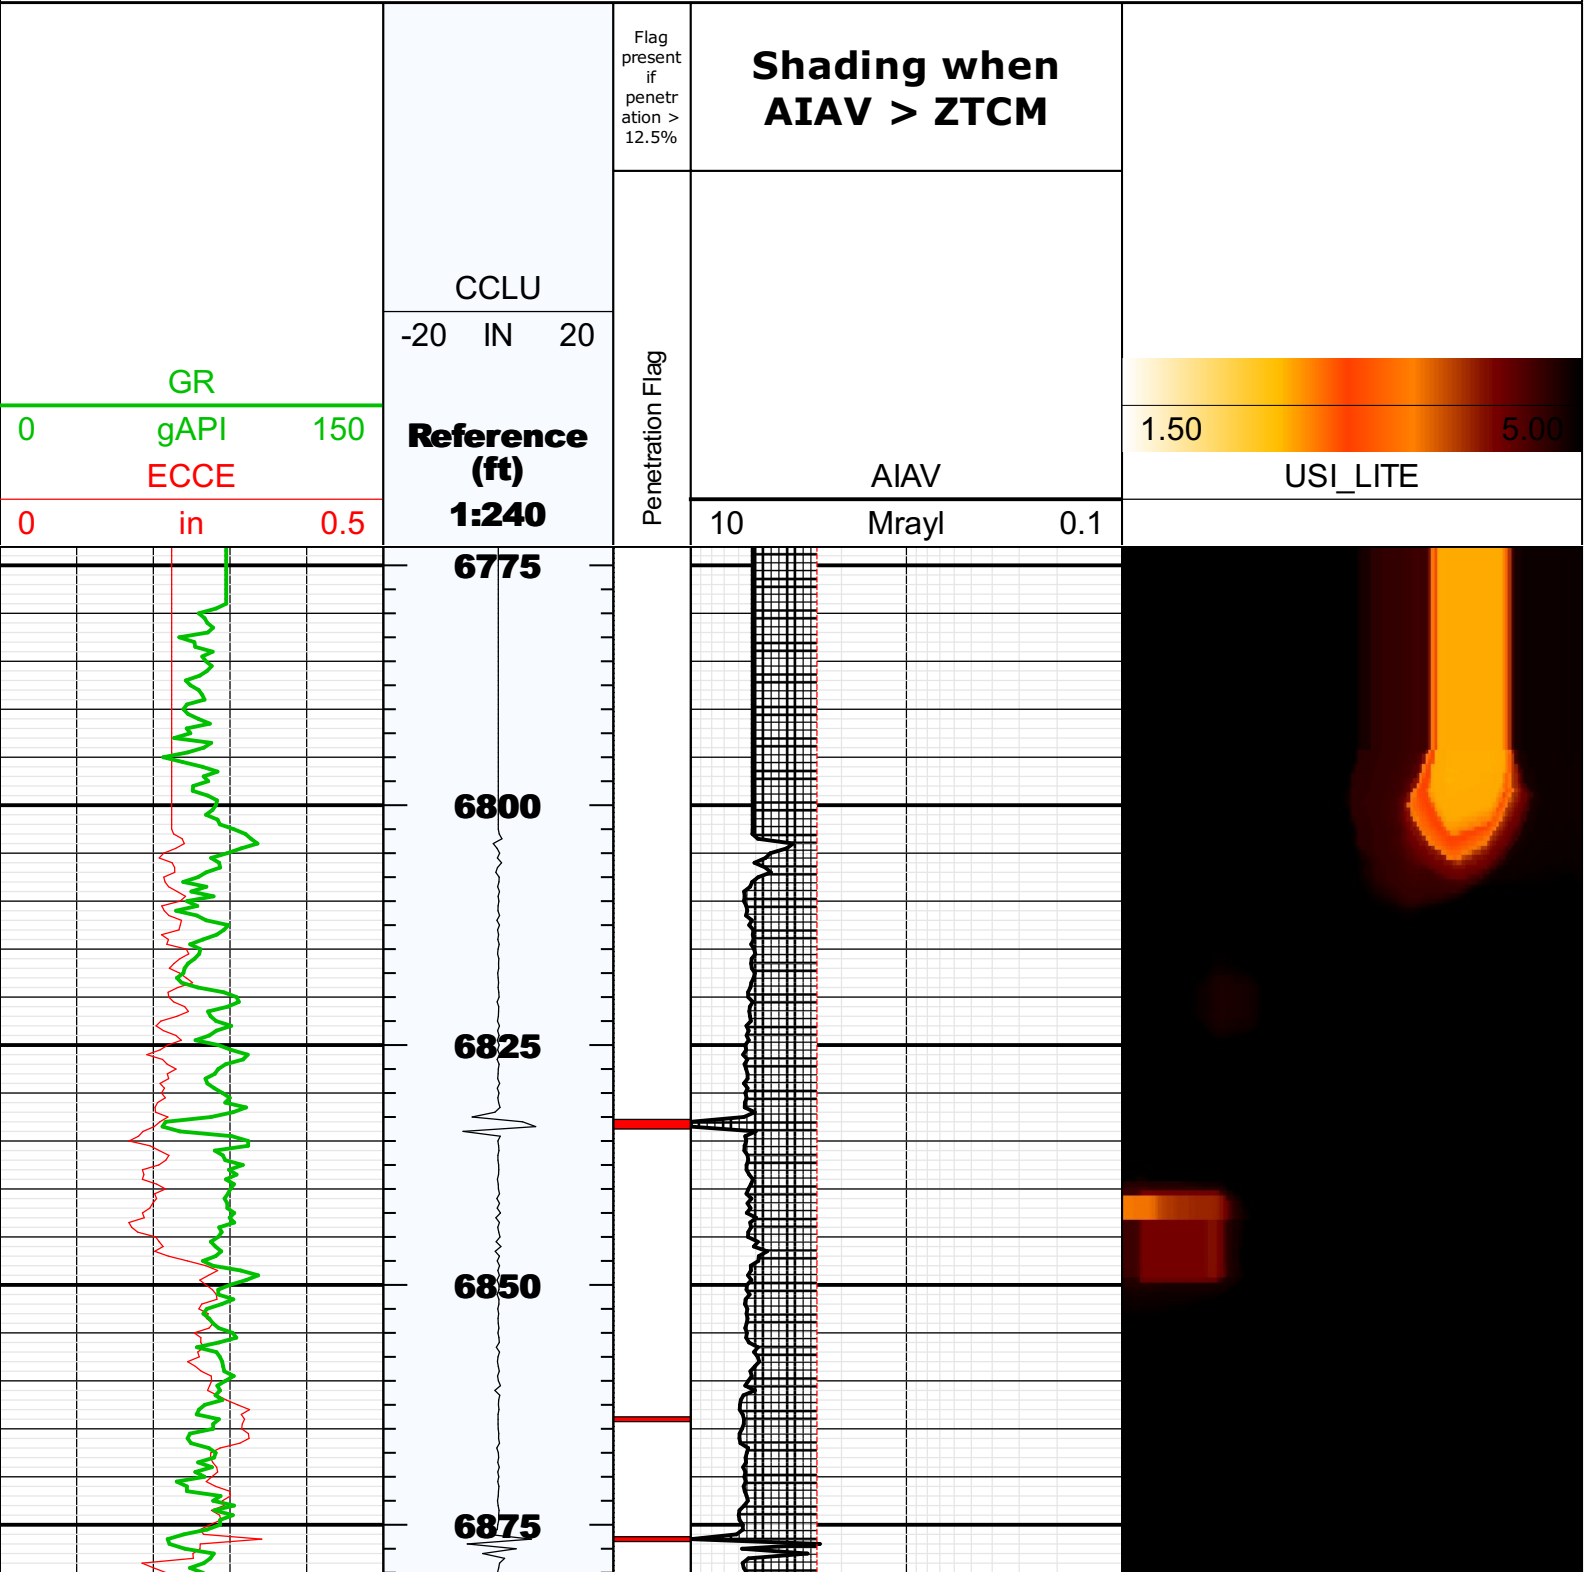 Flag
present
if
penetr
ation >
12.5%
Shading when
AIAV > ZTCM
CCLU
-20 IN 20
GR
0 gAPI 150
ECCE
0 in 0.5
Reference
(ft)
1:240
Penetration Flag
AIAV
10 Mrayl 0.1
1.50 5.00
USI_LITE
6775
6800
6825
6850
6875